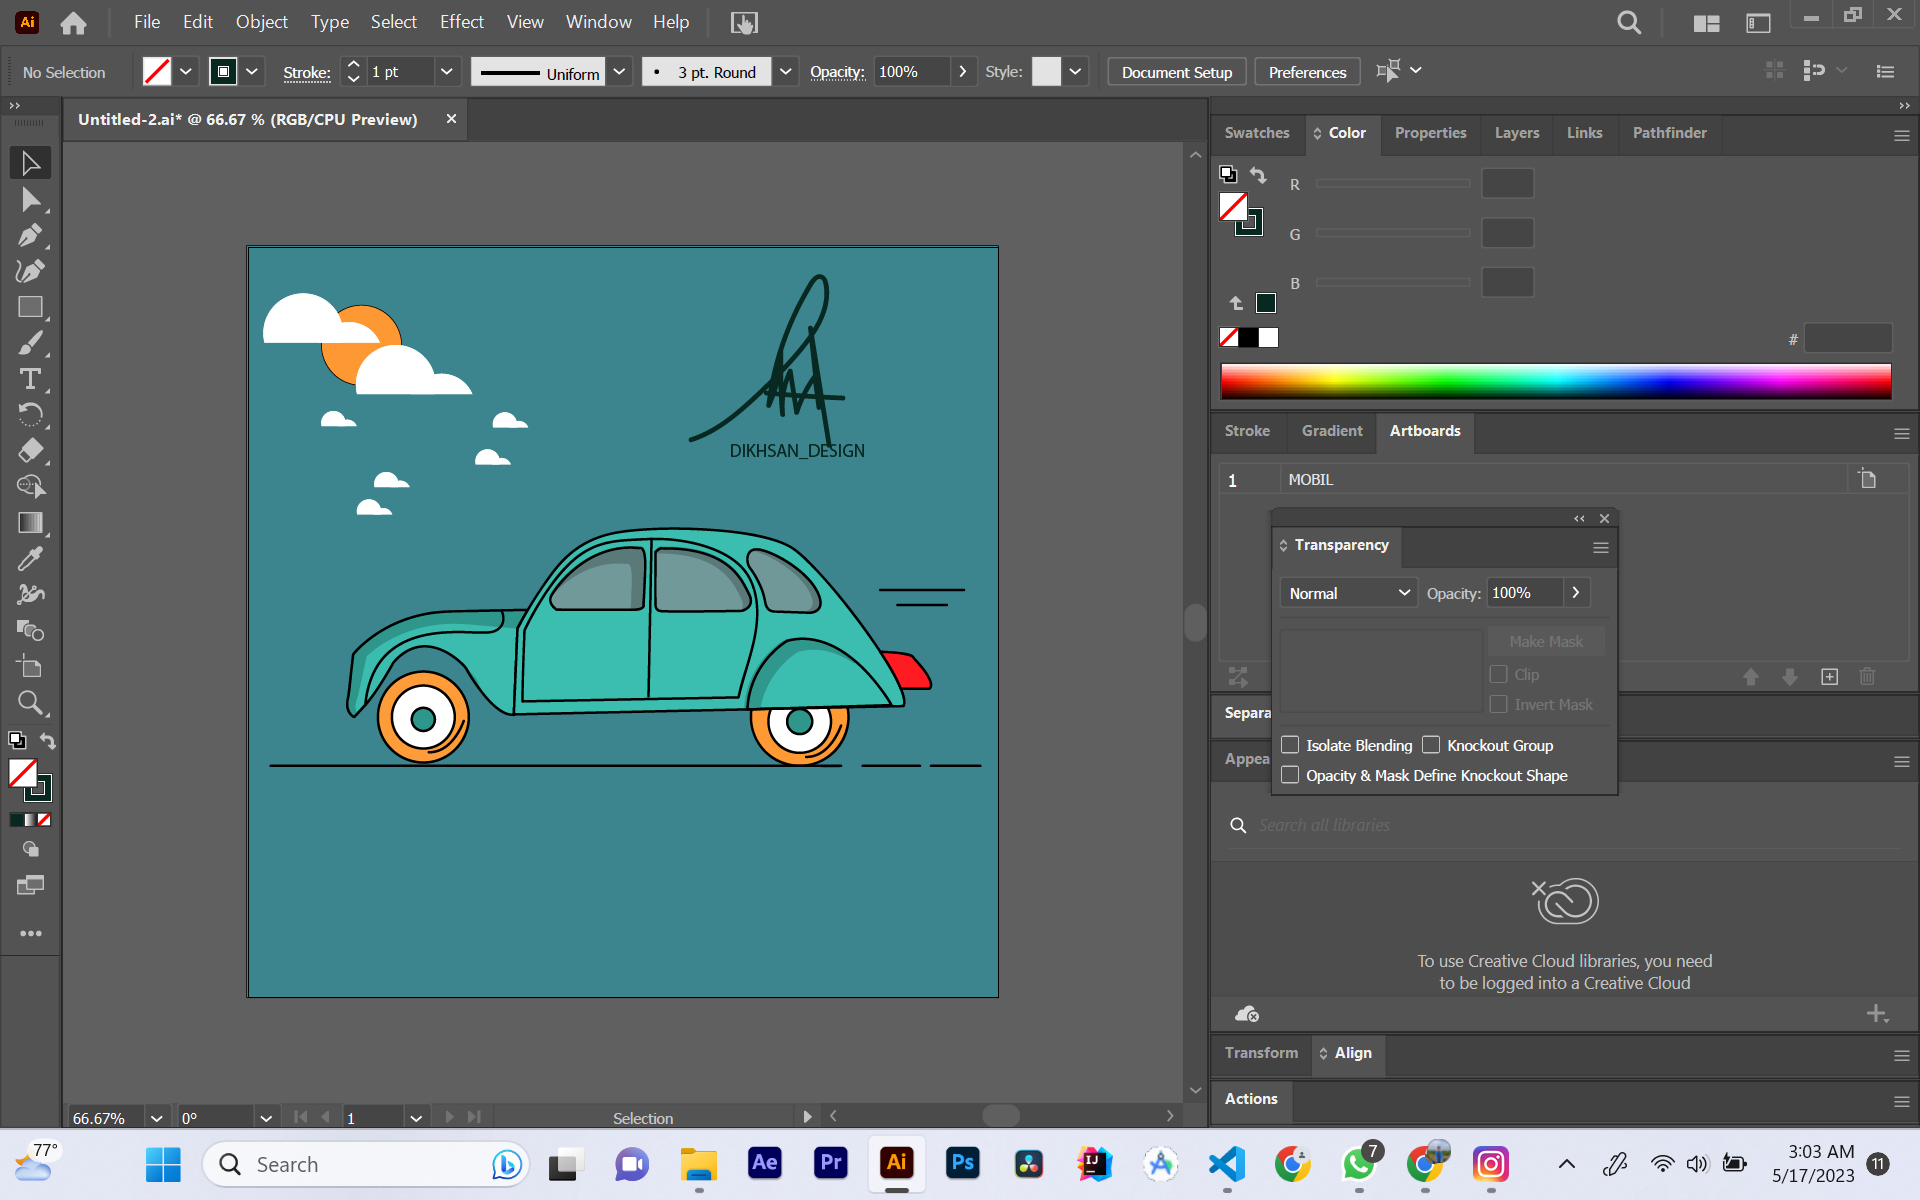 Ai File Edit Object Type Select Effect View Window Help
No Selection Stroke: 1 pt Uniform 3 pt. Round Opacity: 100% Style: Document Setup Preferences
Untitled-2.ai* @ 66.67 % (RGB/CPU Preview)
DIKHSAN_DESIGN
66.67% 0° 1 Selection
Swatches Color Properties Layers Links Pathfinder
R
G
B
#
Stroke Gradient Artboards
1 MOBIL
Transparency
Normal Opacity: 100%
Make Mask
Clip
Invert Mask
Isolate Blending Knockout Group
Opacity & Mask Define Knockout Shape
Separa
Appea
Search all libraries
To use Creative Cloud libraries, you need
to be logged into a Creative Cloud
Transform Align
Actions
77° Search Ae Pr Ai Ps IJ 7 3:03 AM
5/17/2023 11